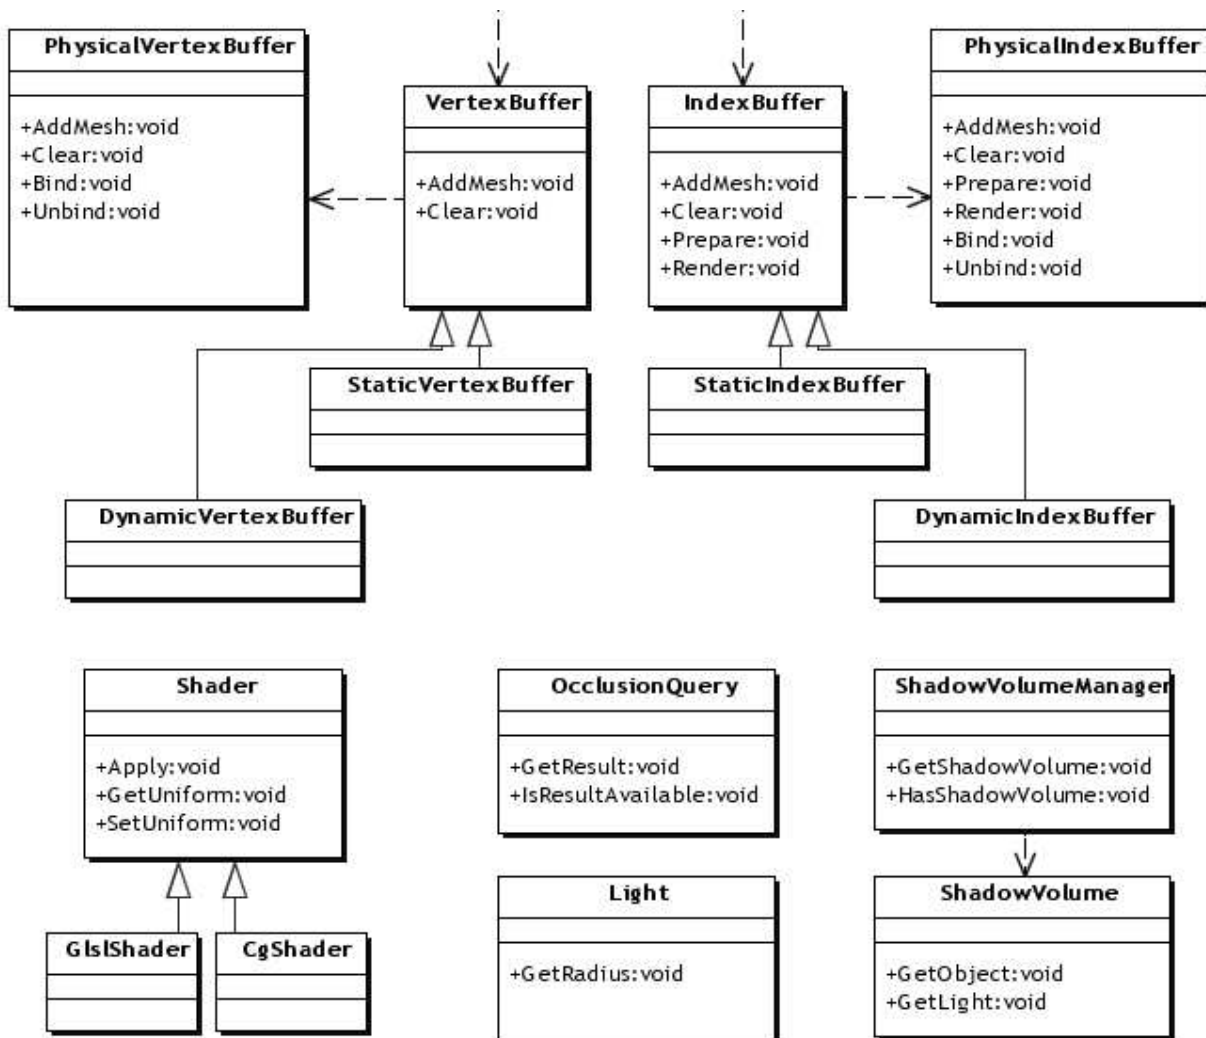 PhysicalVertexBuffer
+AddMesh:void
+Clear:void
+Bind:void
+Unbind:void
VertexBuffer
+AddMesh:void
+Clear:void
IndexBuffer
+AddMesh:void
+Clear:void
+Prepare:void
+Render:void
PhysicalIndexBuffer
+AddMesh:void
+Clear:void
+Prepare:void
+Render:void
+Bind:void
+Unbind:void
StaticVertexBuffer
StaticIndexBuffer
DynamicVertexBuffer
DynamicIndexBuffer
Shader
+Apply:void
+GetUniform:void
+SetUniform:void
OcclusionQuery
+GetResult:void
+IsResultAvailable:void
ShadowVolumeManager
+GetShadowVolume:void
+HasShadowVolume:void
GlslShader
CgShader
Light
+GetRadius:void
ShadowVolume
+GetObject:void
+GetLight:void